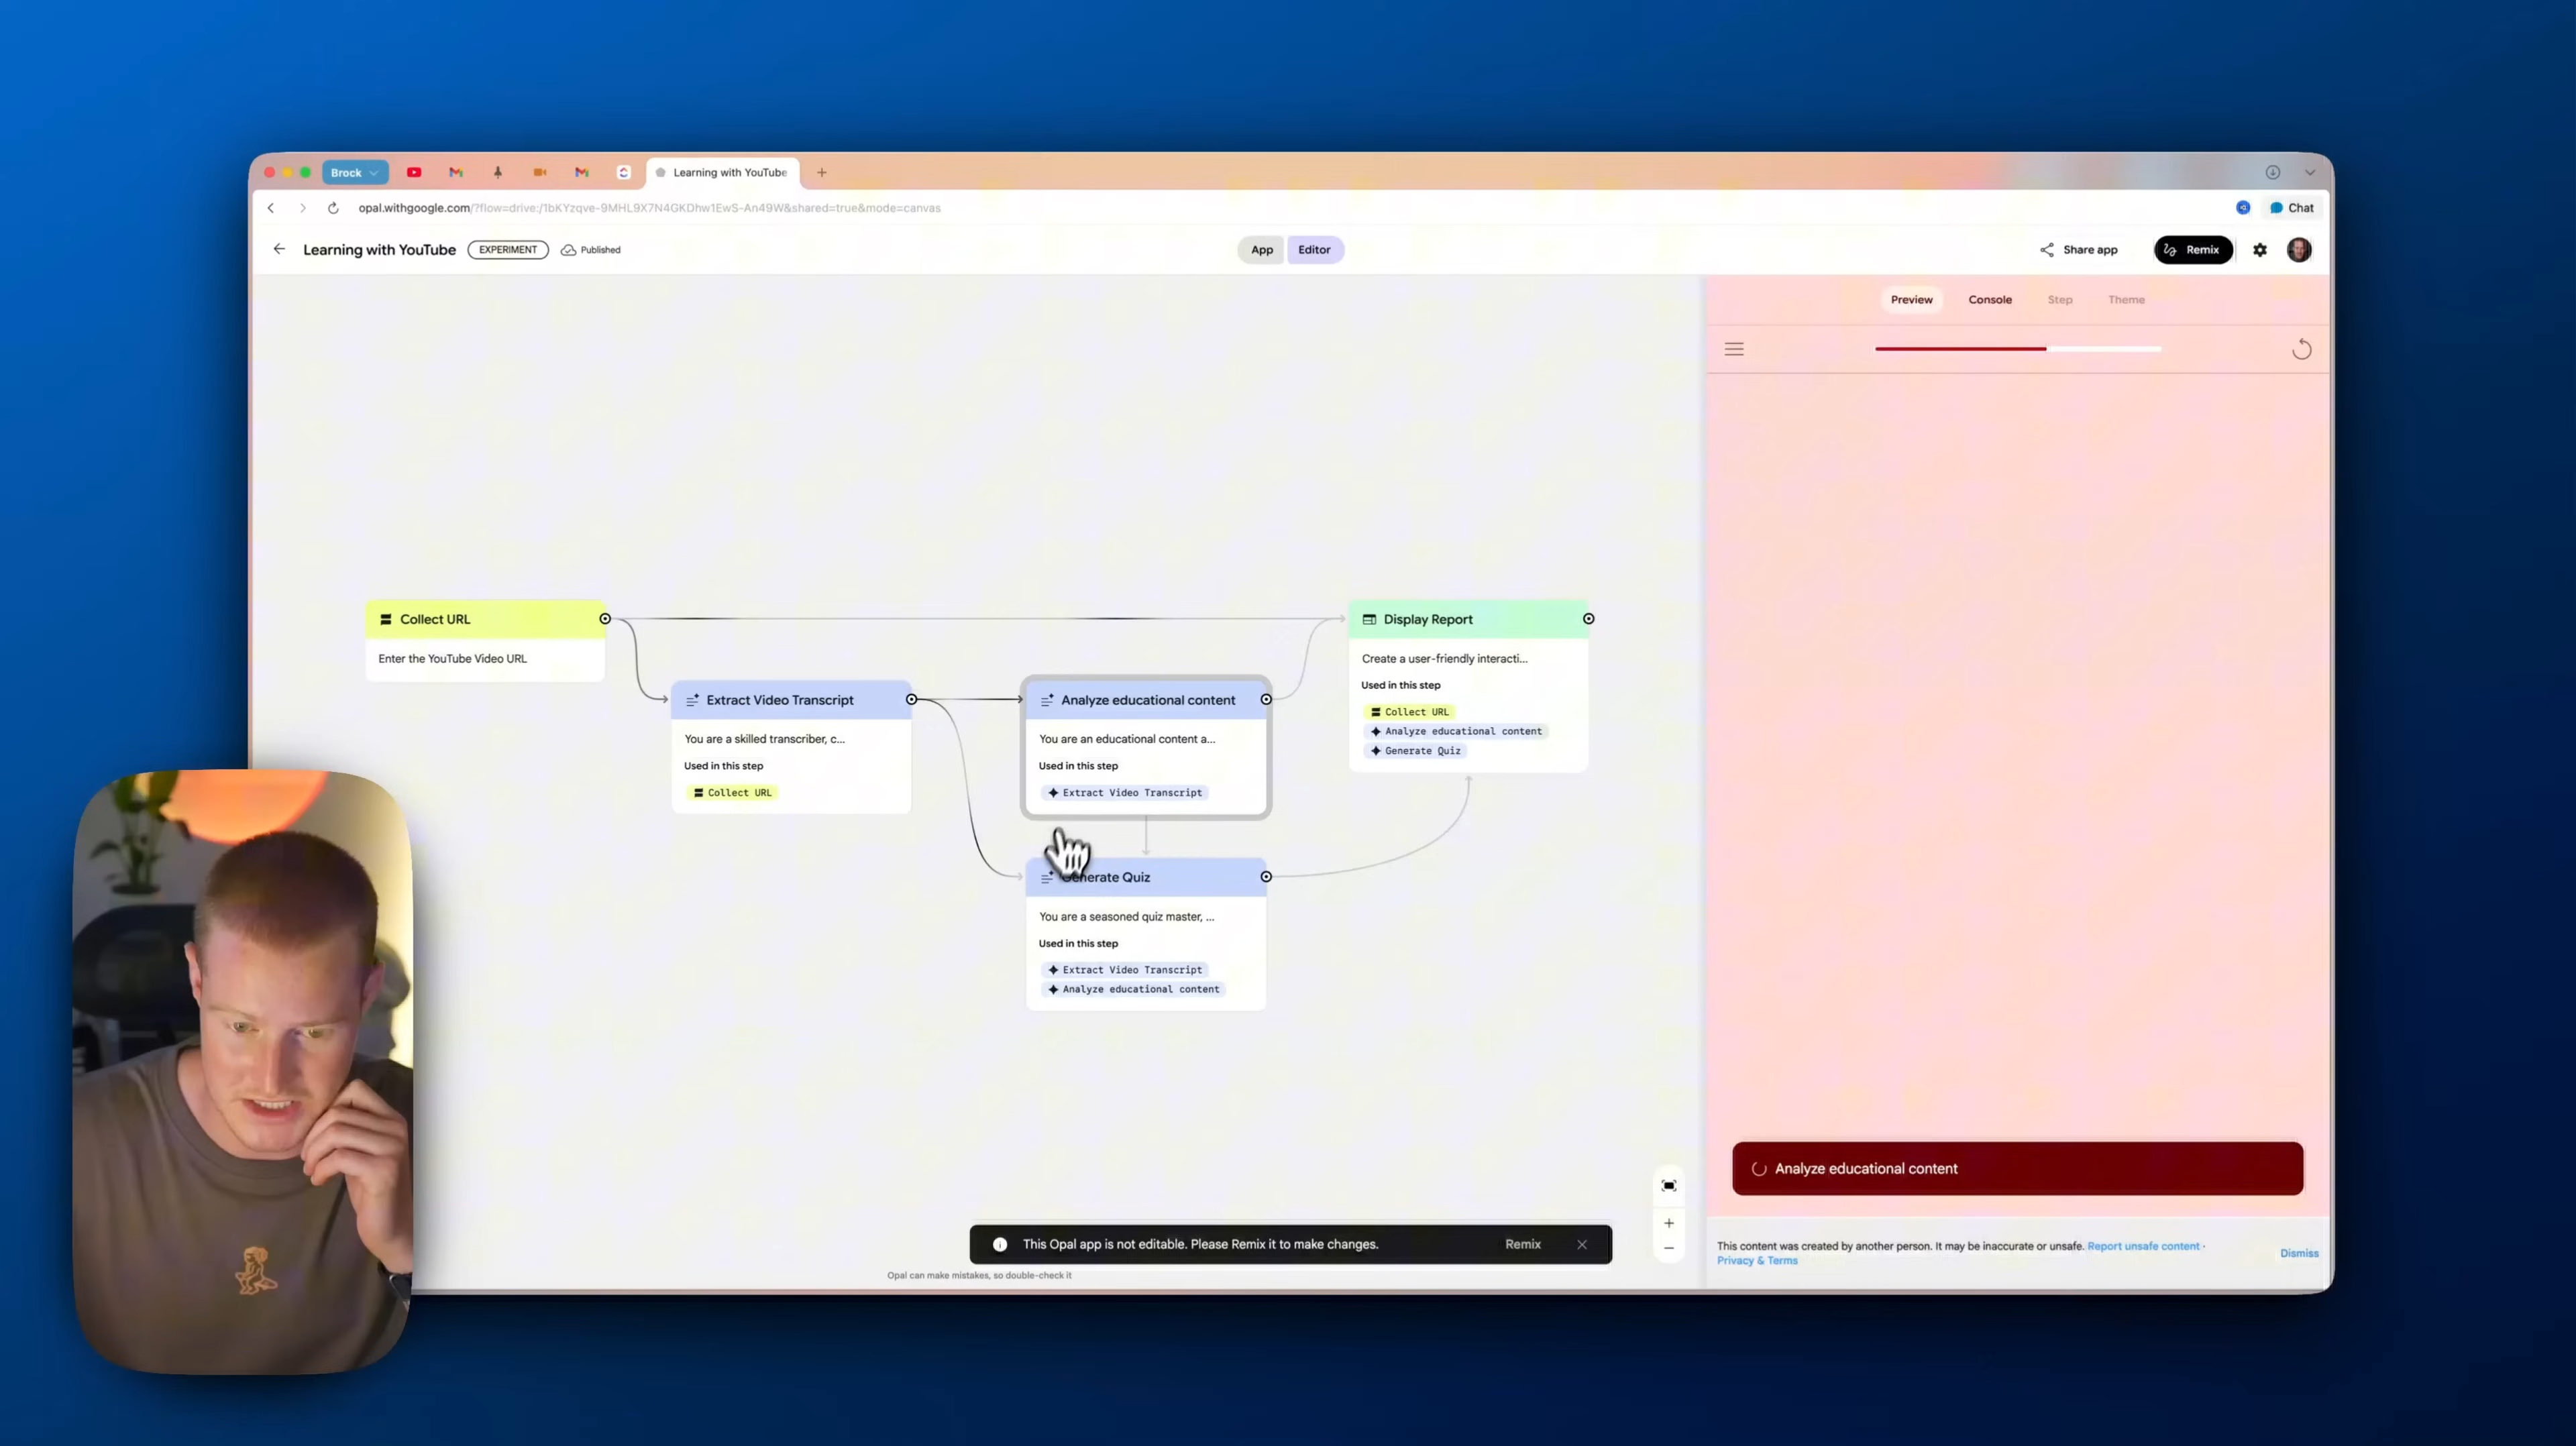 Brock
Learning with YouTube
opal.withgoogle.com/?flow=drive:/1bKYzqve-9MHL9X7N4GKDhw1EwS-An49W&shared=true&mode=canvas
Chat
Learning with YouTube
EXPERIMENT
Published
App
Editor
Share app
Remix
Preview
Console
Step
Theme
Collect URL
Enter the YouTube Video URL
Extract Video Transcript
You are a skilled transcriber, c...
Used in this step
Collect URL
Analyze educational content
You are an educational content a...
Used in this step
Extract Video Transcript
Generate Quiz
You are a seasoned quiz master, ...
Used in this step
Extract Video Transcript
Analyze educational content
Display Report
Create a user-friendly interacti...
Used in this step
Collect URL
Analyze educational content
Generate Quiz
Analyze educational content
This Opal app is not editable. Please Remix it to make changes.
Remix
Opal can make mistakes, so double-check it
This content was created by another person. It may be inaccurate or unsafe. Report unsafe content ·
Privacy & Terms
Dismiss